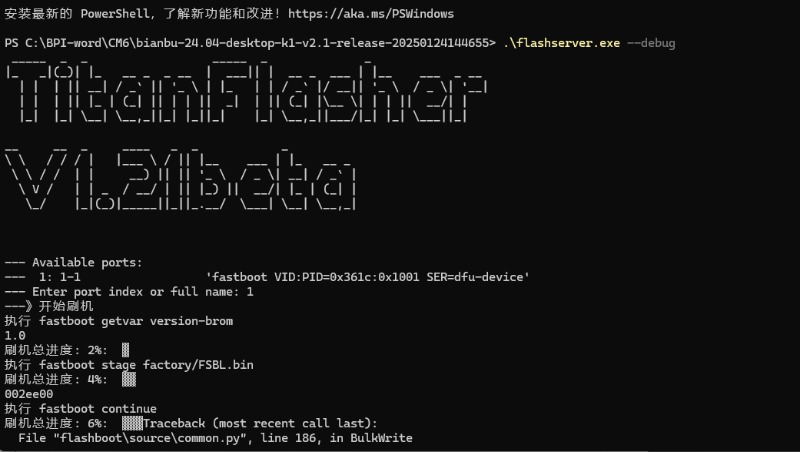 安装最新的 PowerShell，了解新功能和改进！https://aka.ms/PSWindows
PS C:\BPI-word\CM6\bianbu-24.04-desktop-k1-v2.1-release-20250124144655> .\flashserver.exe --debug
TitanFlasher
V1.21beta
--- Available ports:
---  1: 1-1                  'fastboot VID:PID=0x361c:0x1001 SER=dfu-device'
--- Enter port index or full name: 1
---》开始刷机
执行 fastboot getvar version-brom
1.0
刷机总进度: 2%:
执行 fastboot stage factory/FSBL.bin
刷机总进度: 4%:
002ee00
执行 fastboot continue
刷机总进度: 6%: Traceback (most recent call last):
  File "flashboot\source\common.py", line 186, in BulkWrite